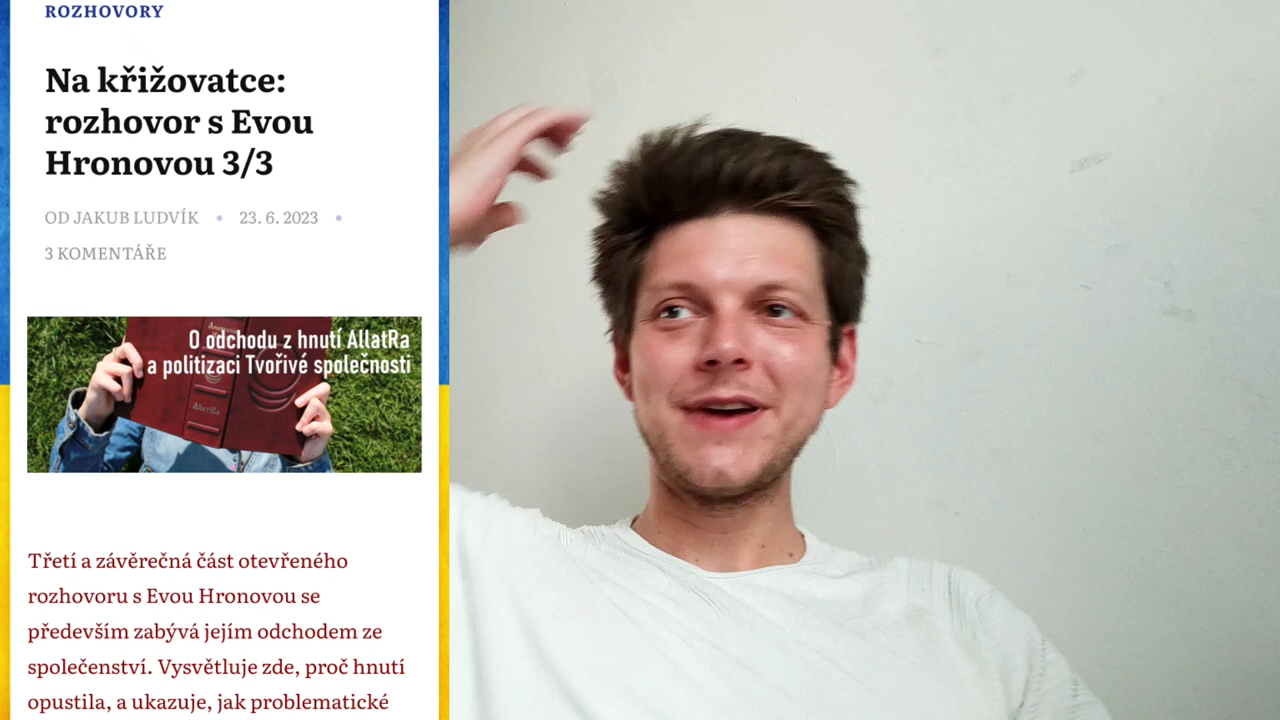 ROZHOVORY
Na křižovatce:
rozhovor s Evou
Hronovou 3/3
OD JAKUB LUDVÍK • 23. 6. 2023 •
3 KOMENTÁŘE
O odchodu z hnutí AllatRa
a politizaci Tvořivé společnosti
AllatRa
Třetí a závěrečná část otevřeného
rozhovoru s Evou Hronovou se
především zabývá jejím odchodem ze
společenství. Vysvětluje zde, proč hnutí
opustila, a ukazuje, jak problematické